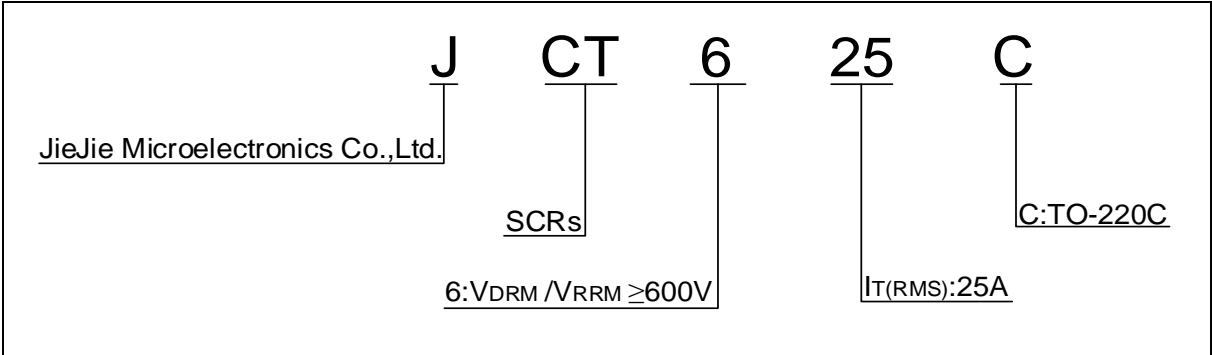 J CT 6 25 C
JieJie Microelectronics Co.,Ltd.
SCRs
C:TO-220C
6:VDRM /VRRM ≥600V
IT(RMS):25A